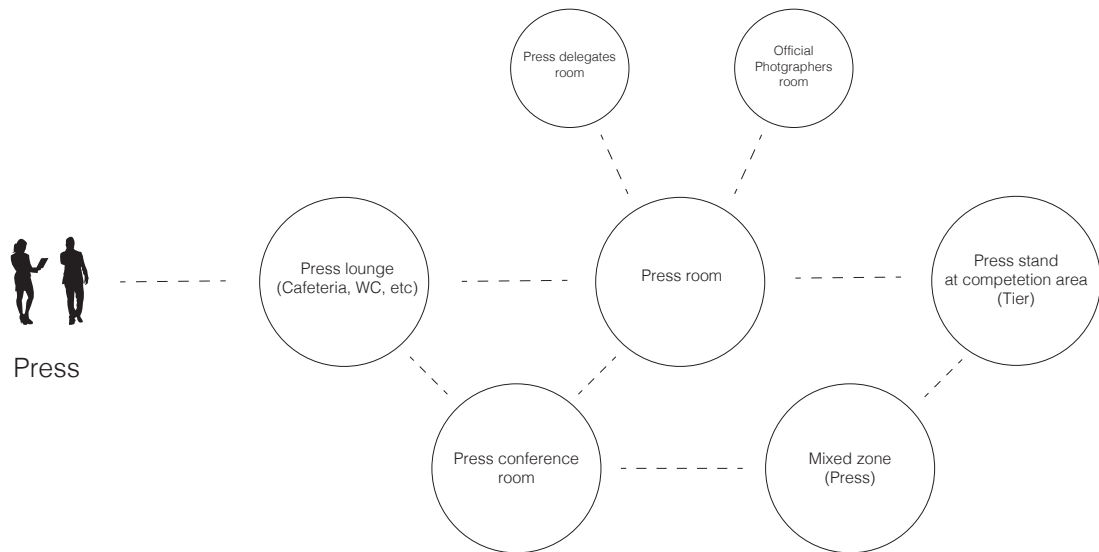 Press delegates
room
Official
Photgraphers
room
Press lounge
(Cafeteria, WC, etc)
Press room
Press stand
at competetion area
(Tier)
Press
Press conference
room
Mixed zone
(Press)